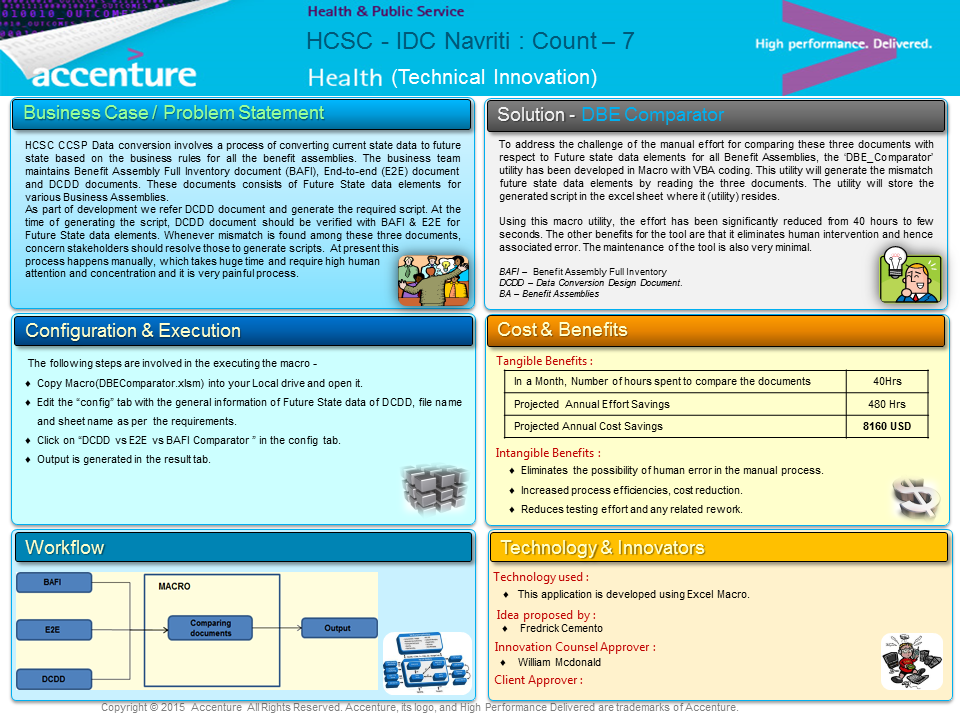 010010_OUTCOME
Health & Public Service
HCSC - IDC Navriti : Count – 7
High performance. Delivered.
accenture
Health (Technical Innovation)
Business Case / Problem Statement
HCSC CCSP Data conversion involves a process of converting current state data to future
state based on the business rules for all the benefit assemblies. The business team
maintains Benefit Assembly Full Inventory document (BAFI), End-to-end (E2E) document
and DCDD documents. These documents consists of Future State data elements for
various Business Assemblies.
As part of development we refer DCDD document and generate the required script. At the
time of generating the script, DCDD document should be verified with BAFI & E2E for
Future State data elements. Whenever mismatch is found among these three documents,
concern stakeholders should resolve those to generate scripts. At present this
process happens manually, which takes huge time and require high human
attention and concentration and it is very painful process.
Solution - DBE Comparator
To address the challenge of the manual effort for comparing these three documents with
respect to Future state data elements for all Benefit Assemblies, the ‘DBE_Comparator’
utility has been developed in Macro with VBA coding. This utility will generate the mismatch
future state data elements by reading the three documents. The utility will store the
generated script in the excel sheet where it (utility) resides.
Using this macro utility, the effort has been significantly reduced from 40 hours to few
seconds. The other benefits for the tool are that it eliminates human intervention and hence
associated error. The maintenance of the tool is also very minimal.
BAFI – Benefit Assembly Full Inventory
DCDD – Data Conversion Design Document.
BA – Benefit Assemblies
Configuration & Execution
The following steps are involved in the executing the macro -
♦ Copy Macro(DBEComparator.xlsm) into your Local drive and open it.
♦ Edit the “config” tab with the general information of Future State data of DCDD, file name
and sheet name as per the requirements.
♦ Click on “DCDD vs E2E vs BAFI Comparator ” in the config tab.
♦ Output is generated in the result tab.
Cost & Benefits
Tangible Benefits :
In a Month, Number of hours spent to compare the documents 40Hrs
Projected Annual Effort Savings 480 Hrs
Projected Annual Cost Savings 8160 USD
Intangible Benefits :
♦ Eliminates the possibility of human error in the manual process.
♦ Increased process efficiencies, cost reduction.
♦ Reduces testing effort and any related rework.
Workflow
BAFI
E2E
DCDD
MACRO
Comparing
documents
Output
Technology & Innovators
Technology used :
♦ This application is developed using Excel Macro.
Idea proposed by :
♦ Fredrick Cemento
Innovation Counsel Approver :
♦ William Mcdonald
Client Approver :
Copyright © 2015 Accenture All Rights Reserved. Accenture, its logo, and High Performance Delivered are trademarks of Accenture.